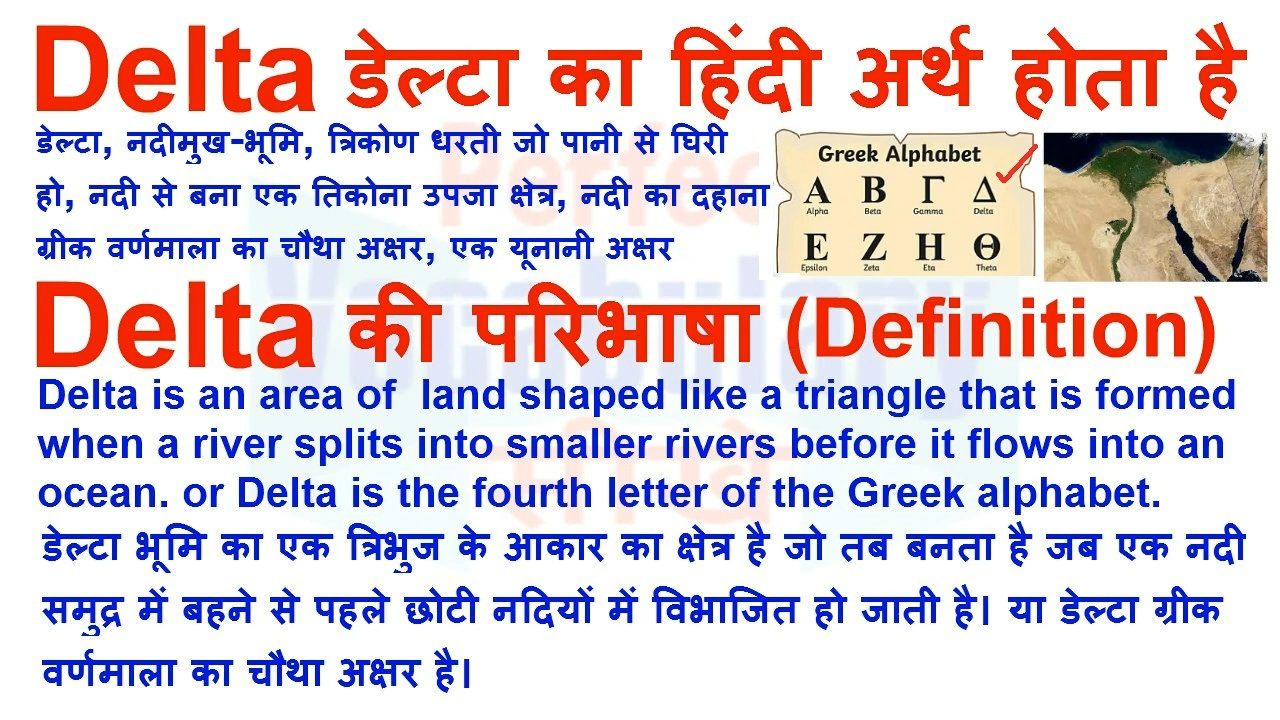 Delta डेल्टा का हिंदी अर्थ होता है
डेल्टा, नदीमुख-भूमि, त्रिकोण धरती जो पानी से घिरी
हो, नदी से बना एक तिकोना उपजा क्षेत्र, नदी का दहाना
ग्रीक वर्णमाला का चौथा अक्षर, एक यूनानी अक्षर
Greek Alphabet
Α Β Γ Δ
Alpha Beta Gamma Delta
Ε Ζ Η Θ
Epsilon Zeta Eta Theta
Delta की परिभाषा (Definition)
Delta is an area of land shaped like a triangle that is formed
when a river splits into smaller rivers before it flows into an
ocean. or Delta is the fourth letter of the Greek alphabet.
डेल्टा भूमि का एक त्रिभुज के आकार का क्षेत्र है जो तब बनता है जब एक नदी
समुद्र में बहने से पहले छोटी नदियों में विभाजित हो जाती है। या डेल्टा ग्रीक
वर्णमाला का चौथा अक्षर है।
Perfect
Vocabulary
सीखे